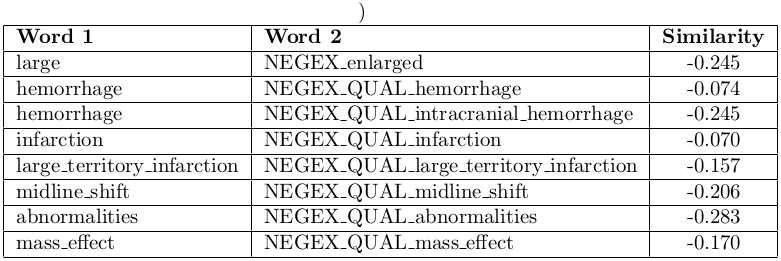 )
Word 1 Word 2 Similarity
large NEGEX_enlarged -0.245
hemorrhage NEGEX_QUAL_hemorrhage -0.074
hemorrhage NEGEX_QUAL_intracranial_hemorrhage -0.245
infarction NEGEX_QUAL_infarction -0.070
large_territory_infarction NEGEX_QUAL_large_territory_infarction -0.157
midline_shift NEGEX_QUAL_midline_shift -0.206
abnormalities NEGEX_QUAL_abnormalities -0.283
mass_effect NEGEX_QUAL_mass_effect -0.170